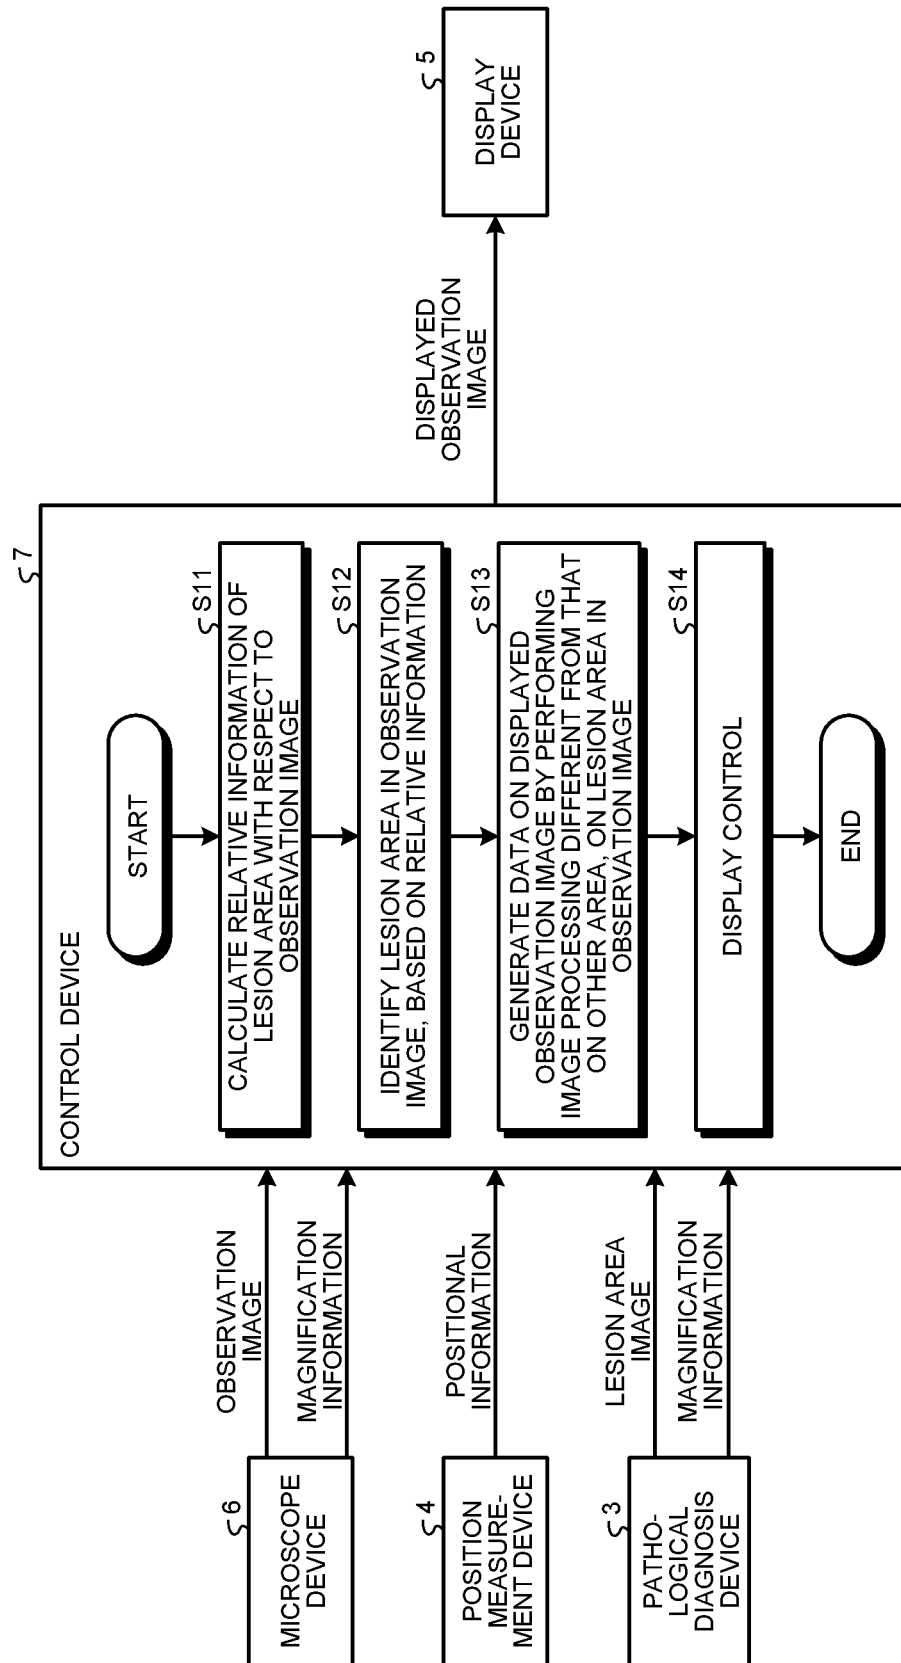 6
MICROSCOPE
DEVICE
4
POSITION
MEASURE-
MENT DEVICE
3
PATHO-
LOGICAL
DIAGNOSIS
DEVICE
OBSERVATION
IMAGE
MAGNIFICATION
INFORMATION
POSITIONAL
INFORMATION
LESION AREA
IMAGE
MAGNIFICATION
INFORMATION
CONTROL DEVICE
7
START
S11
CALCULATE RELATIVE INFORMATION OF
LESION AREA WITH RESPECT TO
OBSERVATION IMAGE
S12
IDENTIFY LESION AREA IN OBSERVATION
IMAGE, BASED ON RELATIVE INFORMATION
S13
GENERATE DATA ON DISPLAYED
OBSERVATION IMAGE BY PERFORMING
IMAGE PROCESSING DIFFERENT FROM THAT
ON OTHER AREA, ON LESION AREA IN
OBSERVATION IMAGE
S14
DISPLAY CONTROL
END
DISPLAYED
OBSERVATION
IMAGE
5
DISPLAY
DEVICE